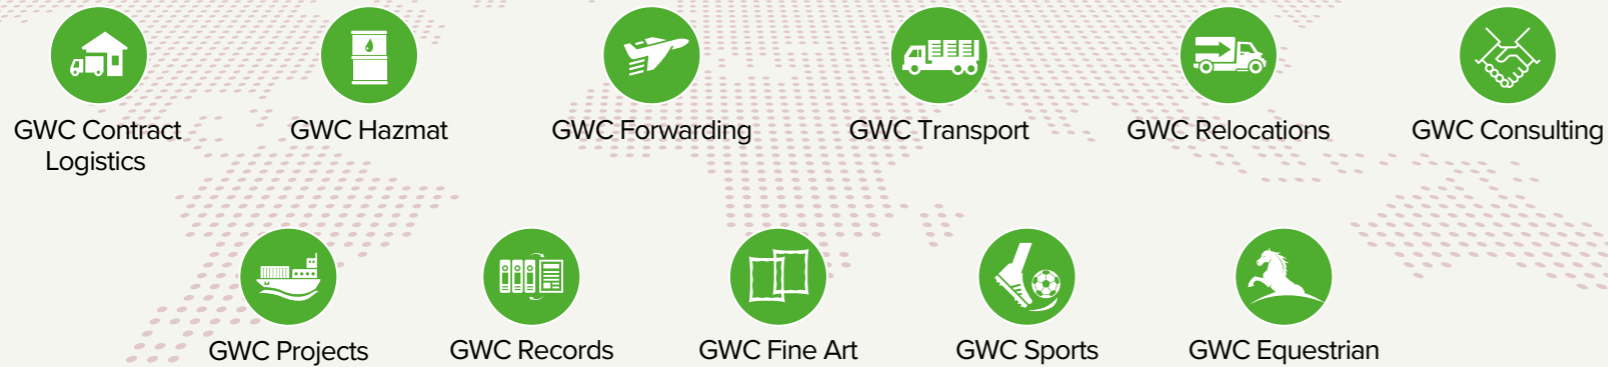 GWC Contract
Logistics
GWC Hazmat
GWC Forwarding
GWC Transport
GWC Relocations
GWC Consulting
GWC Projects
GWC Records
GWC Fine Art
GWC Sports
GWC Equestrian